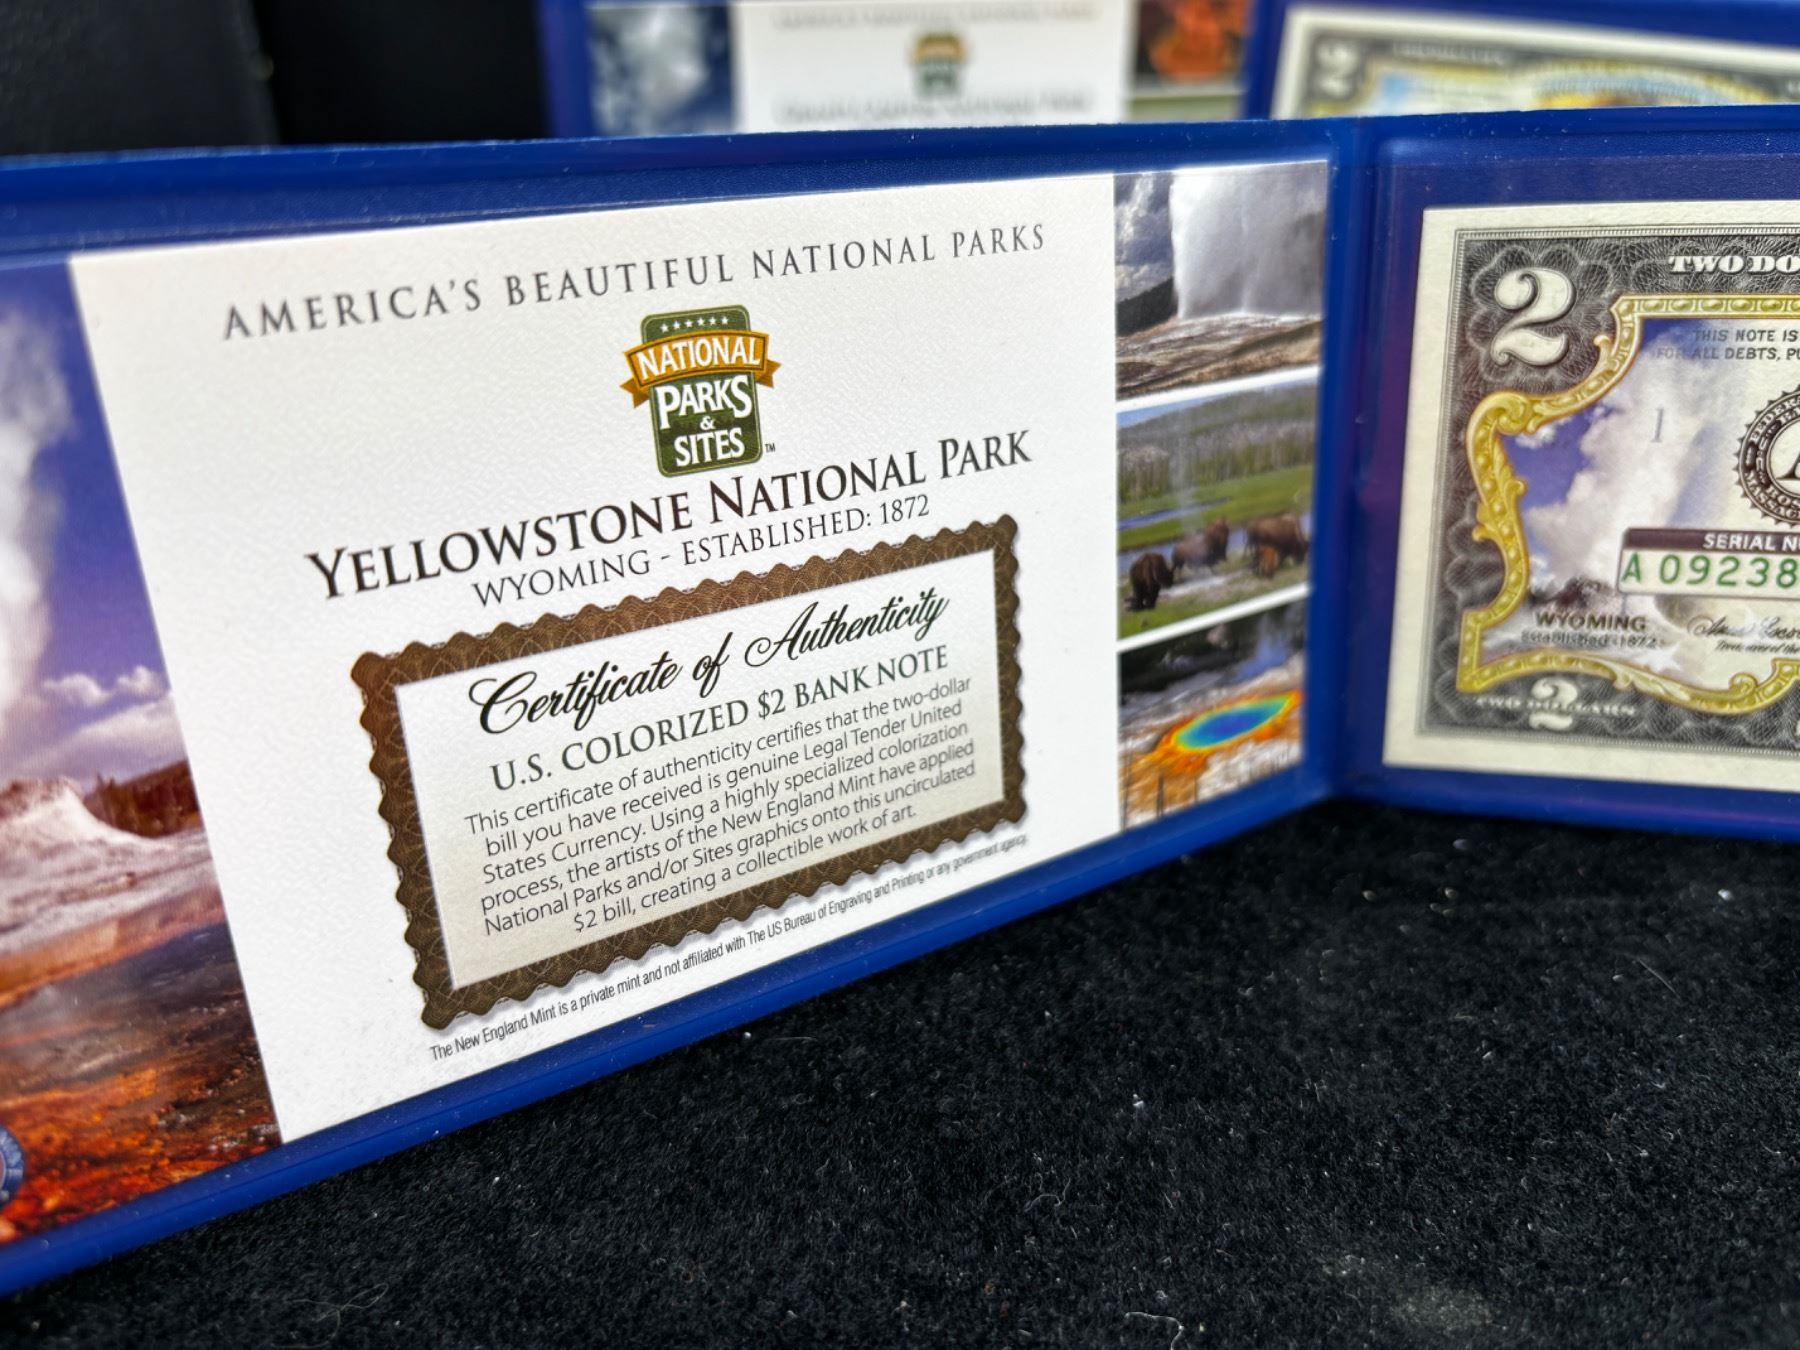 AMERICA'S BEAUTIFUL NATIONAL PARKS
NATIONAL
PARKS
&
SITES
™
YELLOWSTONE NATIONAL PARK
WYOMING - ESTABLISHED: 1872
Certificate of Authenticity
U.S. COLORIZED $2 BANK NOTE
This certificate of authenticity certifies that the two-dollar
bill you have received is genuine Legal Tender United
States Currency. Using a highly specialized colorization
process, the artists of the New England Mint have applied
National Parks and/or Sites graphics onto this uncirculated
$2 bill, creating a collectible work of art.
The New England Mint is a private mint and not affiliated with The US Bureau of Engraving and Printing or any government agency.
2
TWO DO
THIS NOTE IS
FOR ALL DEBTS, PU
1
SERIAL N
A 09238
WYOMING
Established 1872
TWO DOLLARS
2
2